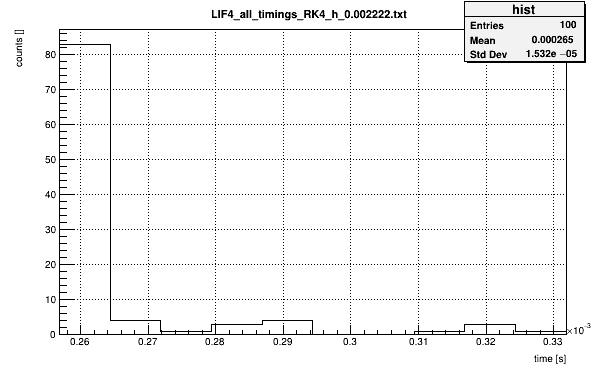 LIF4_all_timings_RK4_h_0.002222.txt
hist
Entries 100
Mean 0.000265
Std Dev 1.532e −05
counts []
80
70
60
50
40
30
20
10
0
0.26 0.27 0.28 0.29 0.3 0.31 0.32 0.33
×10⁻³
time [s]